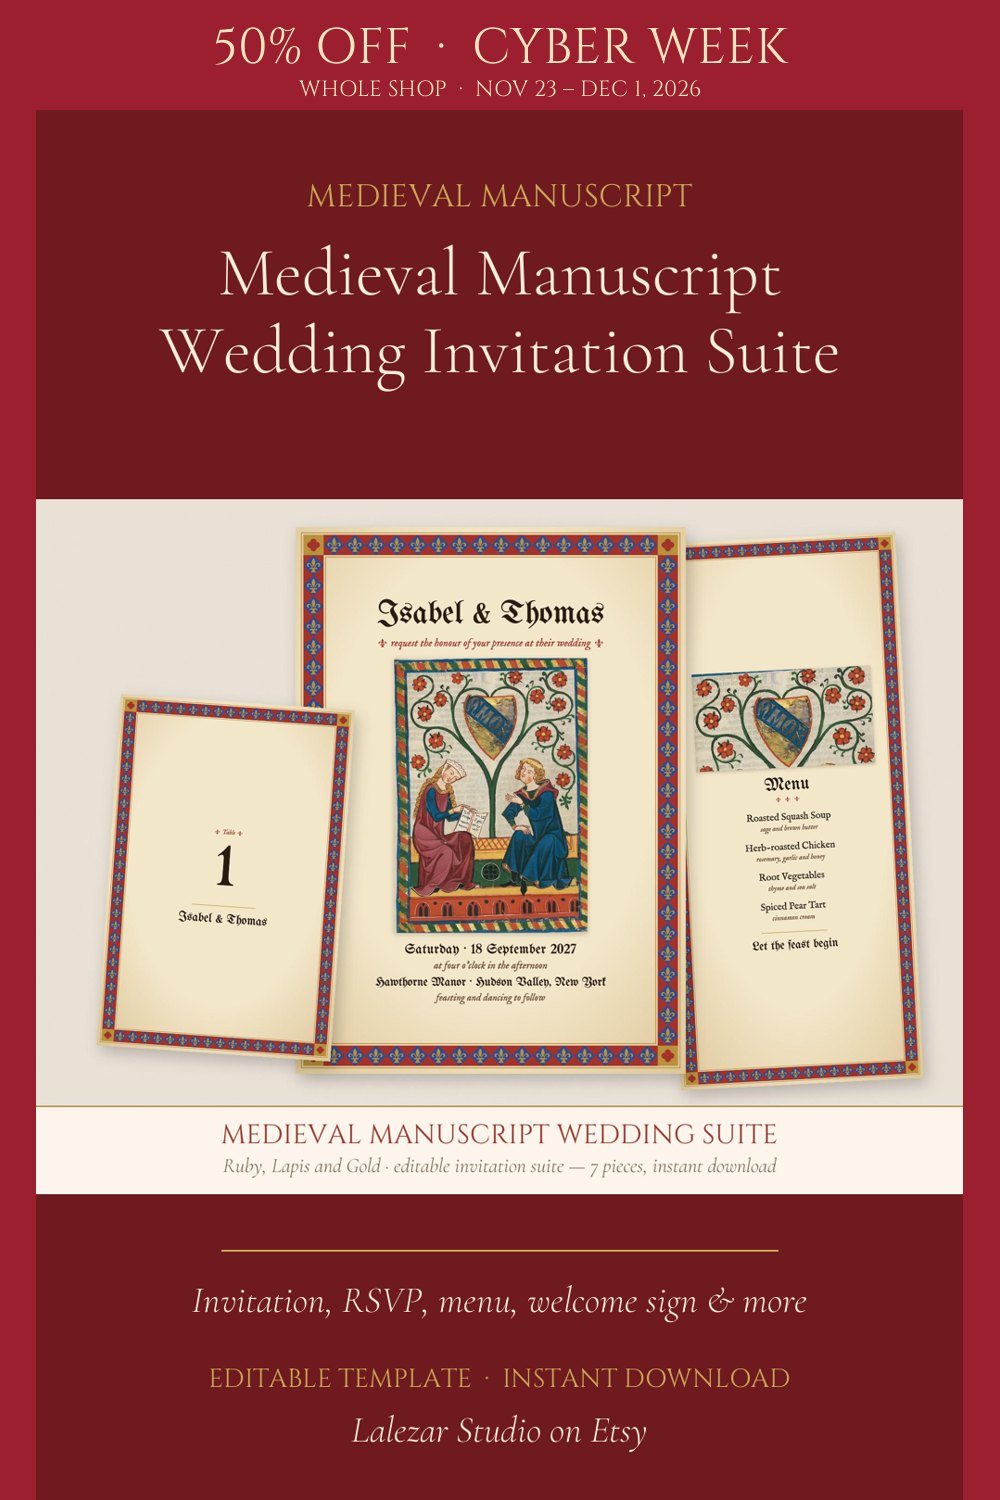 50% OFF · CYBER WEEK
WHOLE SHOP · NOV 23 – DEC 1, 2026
MEDIEVAL MANUSCRIPT
Medieval Manuscript
Wedding Invitation Suite
Isabel & Thomas
request the honour of your presence at their wedding
AMOR
Saturday · 18 September 2027
at four o'clock in the afternoon
Hawthorne Manor · Hudson Valley, New York
feasting and dancing to follow
Table
1
Isabel & Thomas
Menu
Roasted Squash Soup
sage and brown butter
Herb-roasted Chicken
rosemary, garlic and honey
Root Vegetables
thyme and sea salt
Spiced Pear Tart
cinnamon cream
Let the feast begin
MEDIEVAL MANUSCRIPT WEDDING SUITE
Ruby, Lapis and Gold · editable invitation suite — 7 pieces, instant download
Invitation, RSVP, menu, welcome sign & more
EDITABLE TEMPLATE · INSTANT DOWNLOAD
Lalezar Studio on Etsy